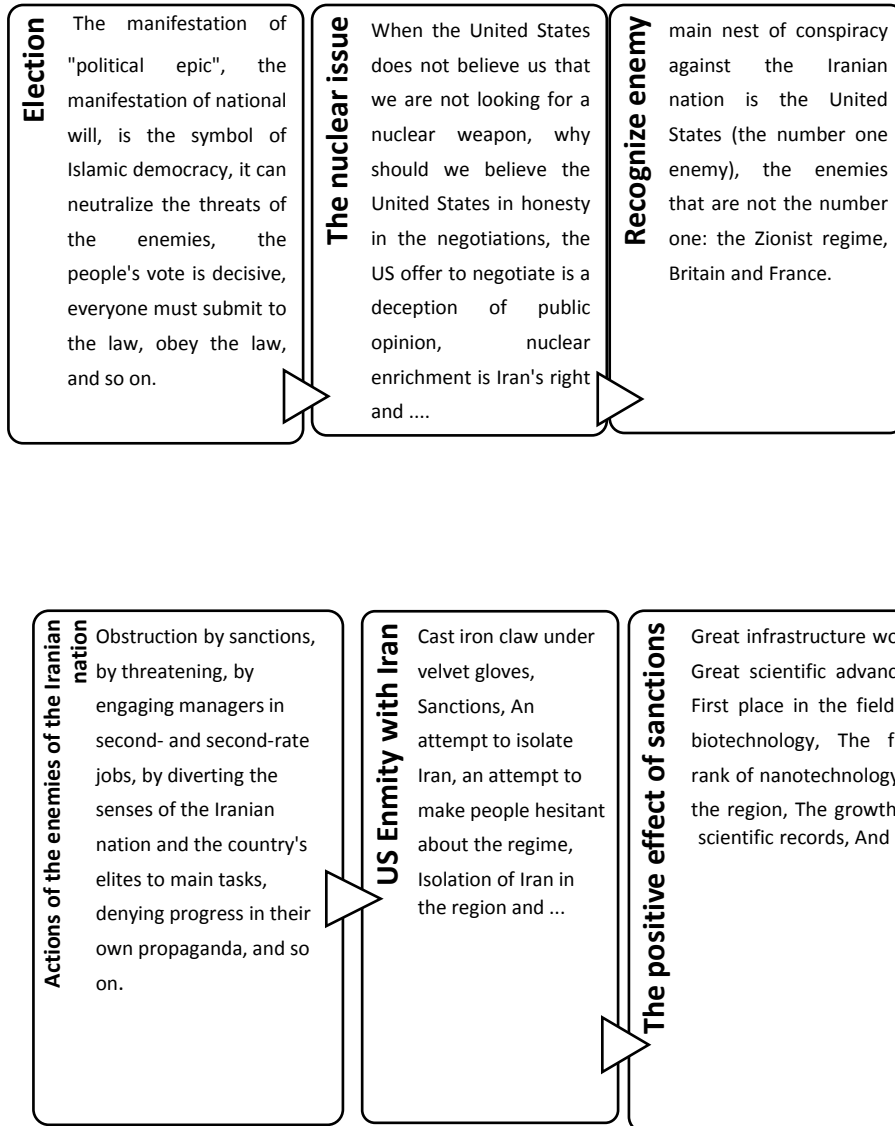 Election
The manifestation of
"political epic", the
manifestation of national
will, is the symbol of
Islamic democracy, it can
neutralize the threats of
the enemies, the
people's vote is decisive,
everyone must submit to
the law, obey the law,
and so on.
The nuclear issue
When the United States
does not believe us that
we are not looking for a
nuclear weapon, why
should we believe the
United States in honesty
in the negotiations, the
US offer to negotiate is a
deception of public
opinion, nuclear
enrichment is Iran's right
and ....
Recognize enemy
main nest of conspiracy
against the Iranian
nation is the United
States (the number one
enemy), the enemies
that are not the number
one: the Zionist regime,
Britain and France.
Actions of the enemies of the Iranian
nation
Obstruction by sanctions,
by threatening, by
engaging managers in
second- and second-rate
jobs, by diverting the
senses of the Iranian
nation and the country's
elites to main tasks,
denying progress in their
own propaganda, and so
on.
US Enmity with Iran
Cast iron claw under
velvet gloves,
Sanctions, An
attempt to isolate
Iran, an attempt to
make people hesitant
about the regime,
Isolation of Iran in
the region and ...
The positive effect of sanctions
Great infrastructure
Great scientific
First place in the
biotechnology, The
rank of nanotechnology
the region, The growth
scientific records, And